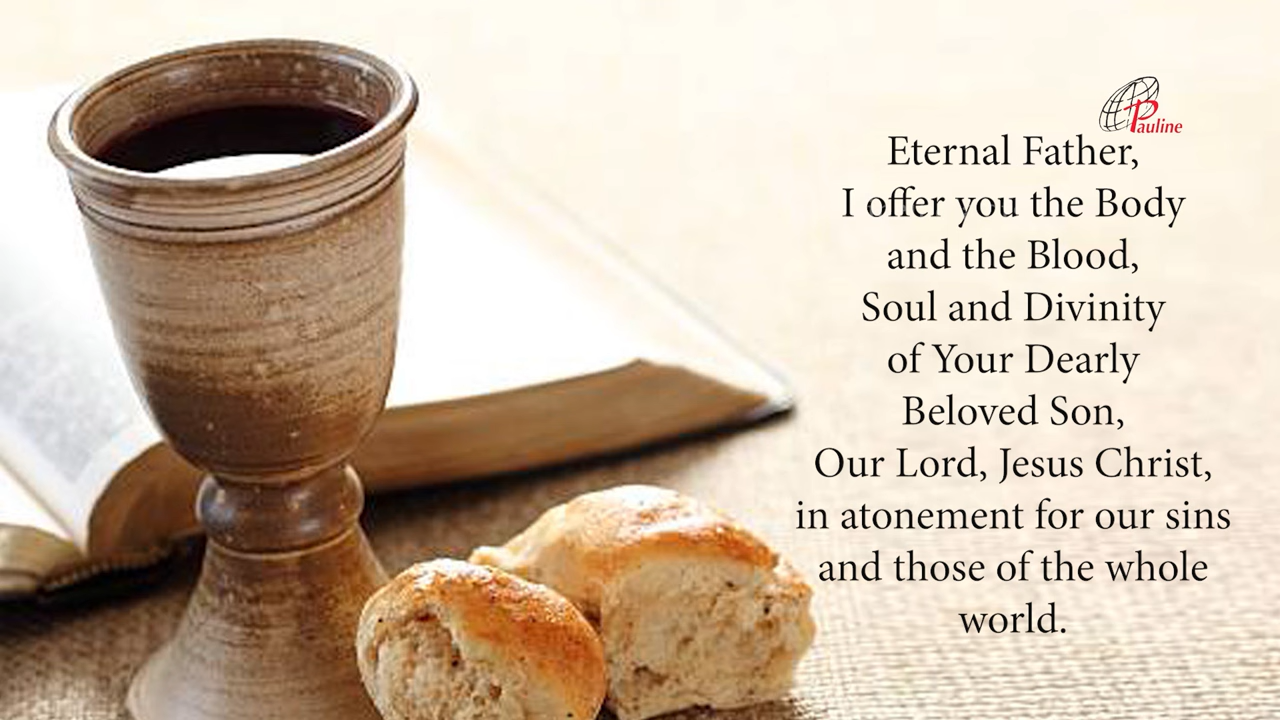 Pauline
Eternal Father,
I offer you the Body
and the Blood,
Soul and Divinity
of Your Dearly
Beloved Son,
Our Lord, Jesus Christ,
in atonement for our sins
and those of the whole
world.